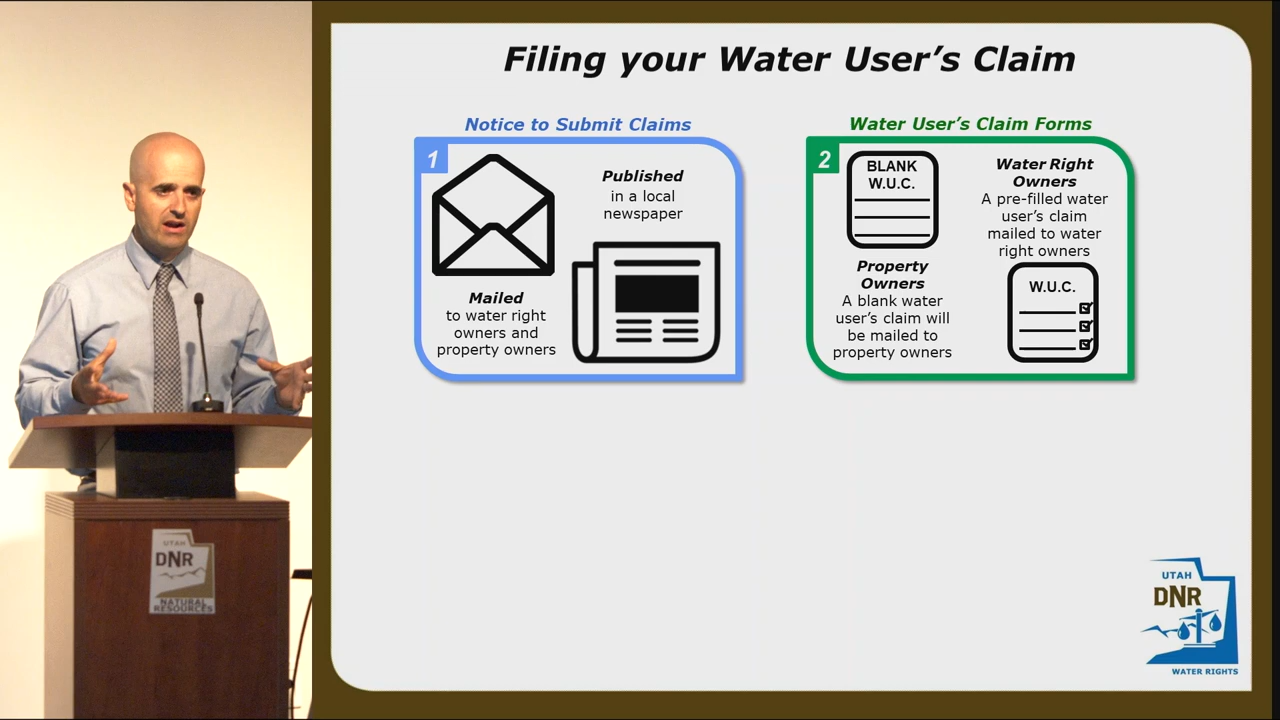 Filing your Water User's Claim
Notice to Submit Claims
1
Published
in a local
newspaper
Mailed
to water right
owners and
property owners
Water User's Claim Forms
2
BLANK
W.U.C.
Water Right
Owners
A pre-filled water
user's claim
mailed to water
right owners
Property
Owners
A blank water
user's claim will
be mailed to
property owners
W.U.C.
UTAH
DNR
WATER RIGHTS
UTAH
DNR
NATURAL
RESOURCES